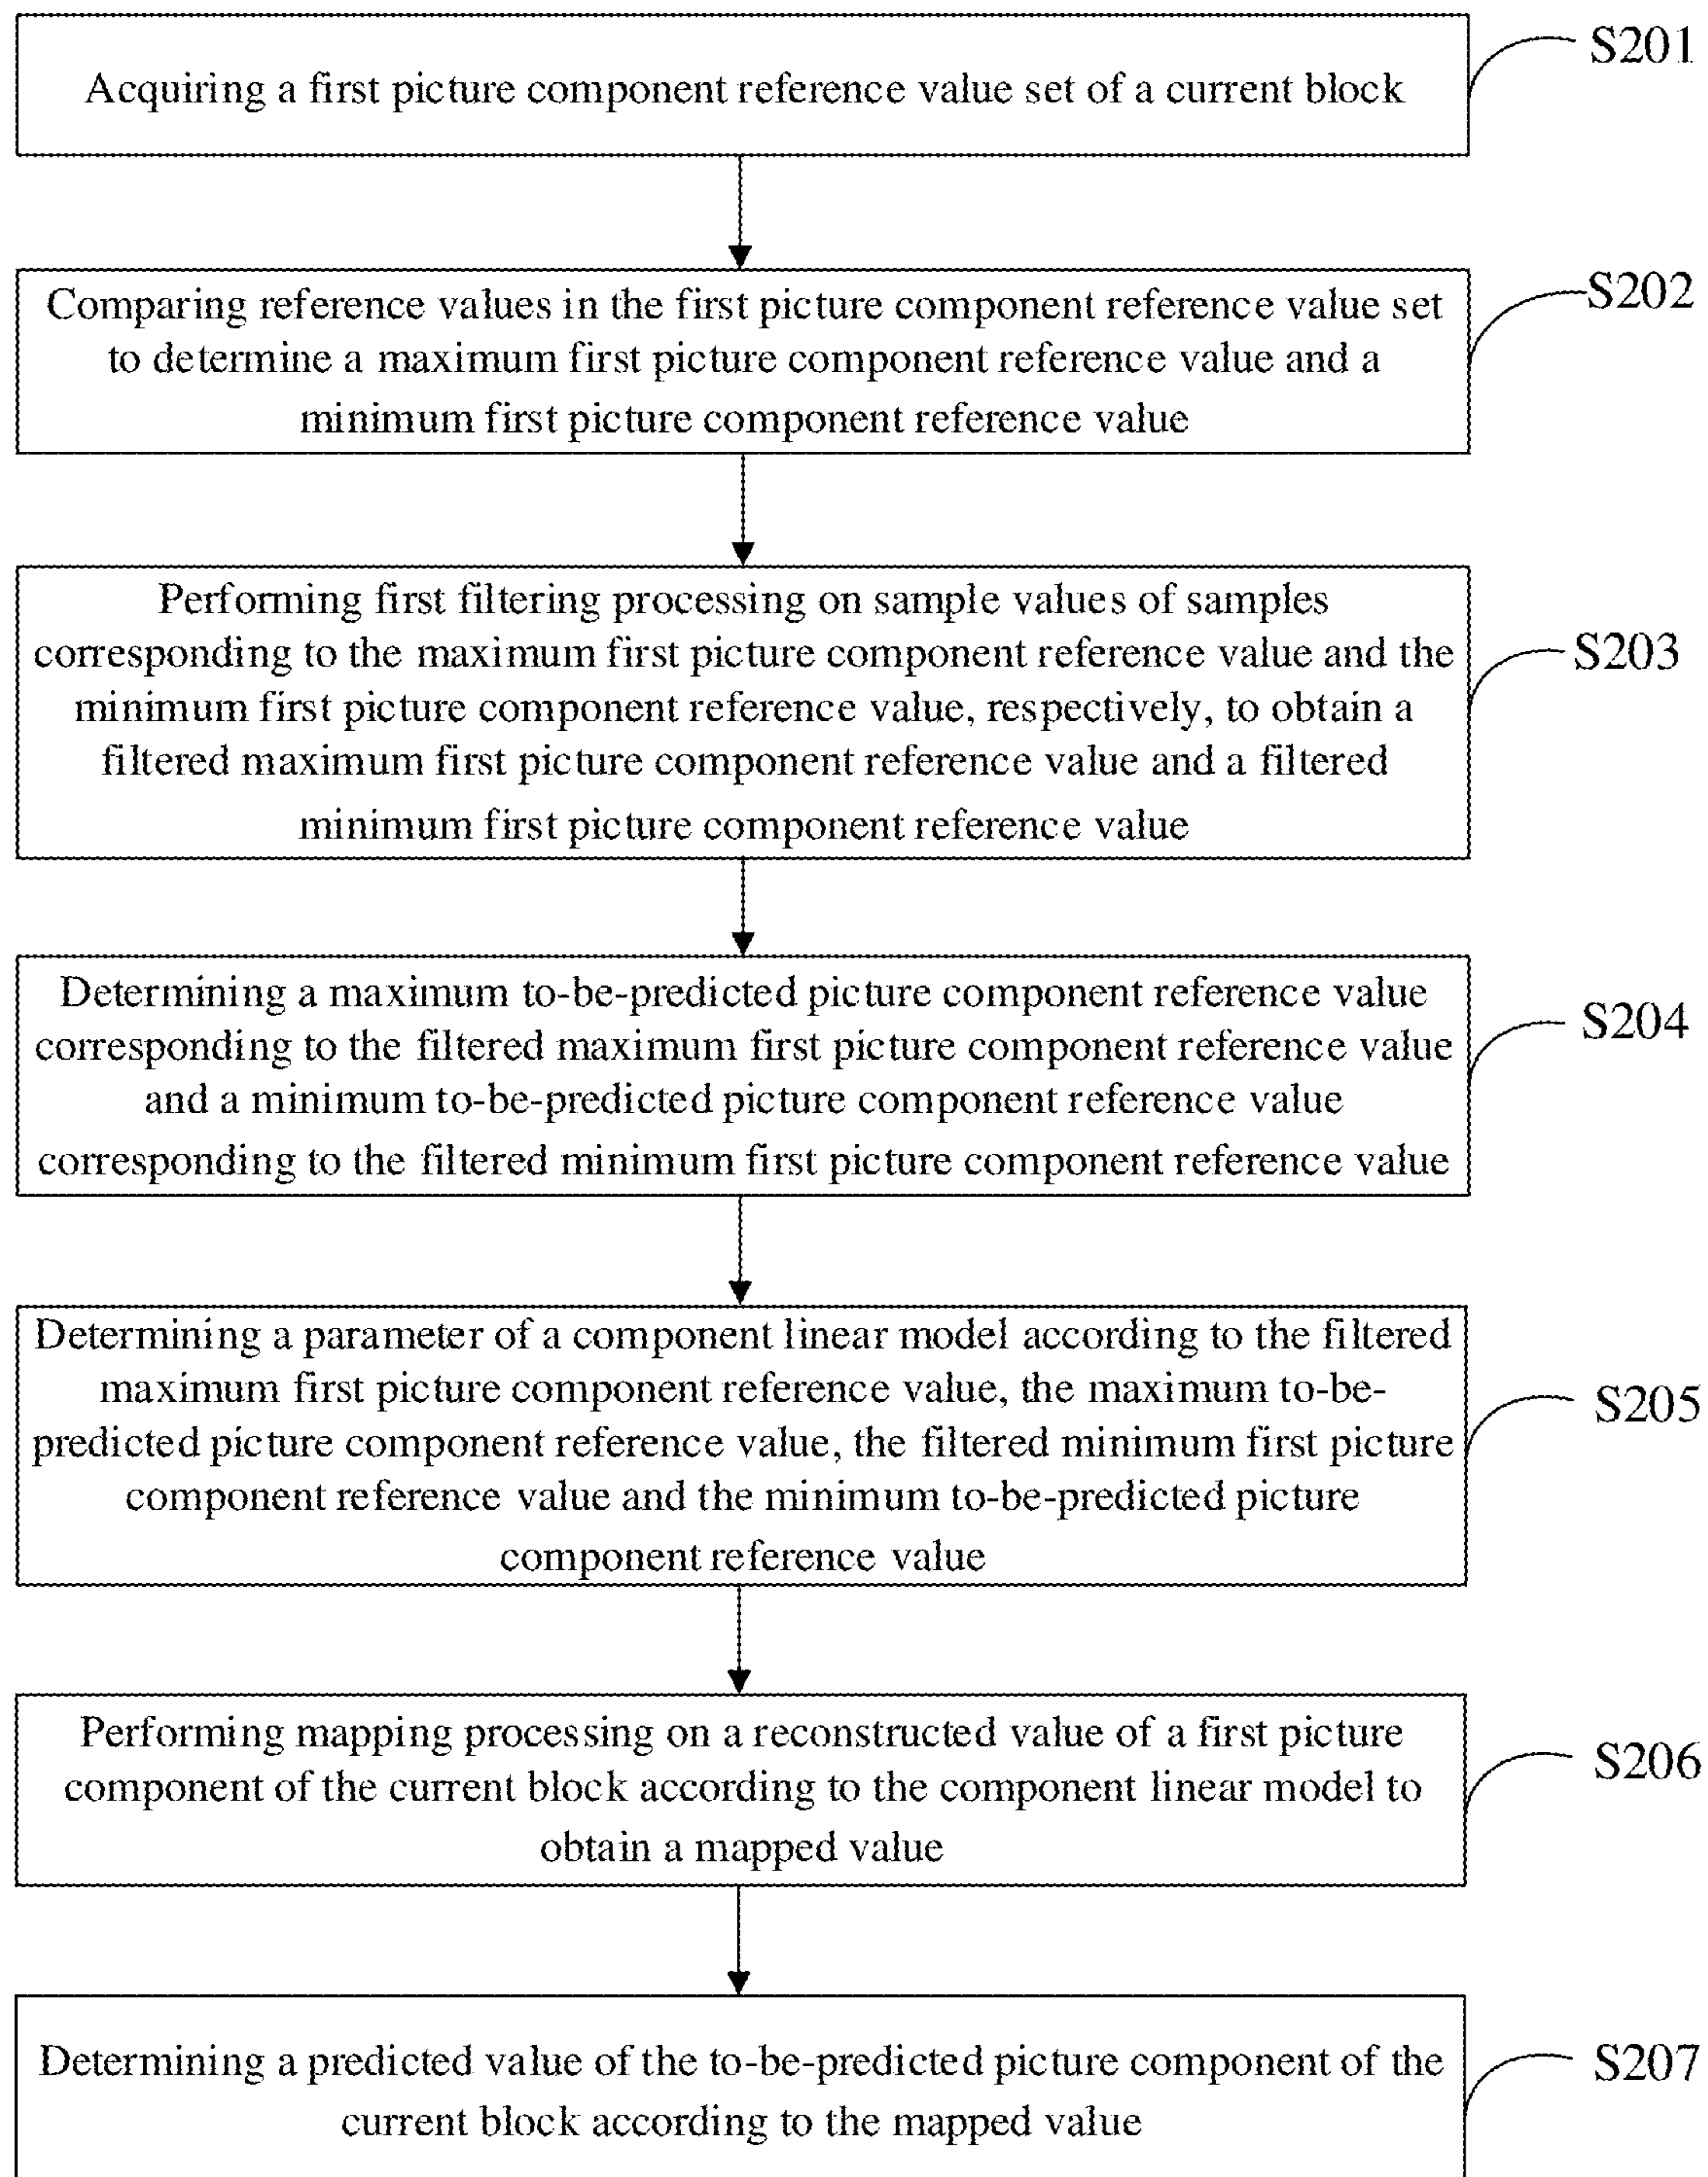 Acquiring a first picture component reference value set of a current block
S201
Comparing reference values in the first picture component reference value set
to determine a maximum first picture component reference value and a
minimum first picture component reference value
S202
Performing first filtering processing on sample values of samples
corresponding to the maximum first picture component reference value and the
minimum first picture component reference value, respectively, to obtain a
filtered maximum first picture component reference value and a filtered
minimum first picture component reference value
S203
Determining a maximum to-be-predicted picture component reference value
corresponding to the filtered maximum first picture component reference value
and a minimum to-be-predicted picture component reference value
corresponding to the filtered minimum first picture component reference value
S204
Determining a parameter of a component linear model according to the filtered
maximum first picture component reference value, the maximum to-be-
predicted picture component reference value, the filtered minimum first picture
component reference value and the minimum to-be-predicted picture
component reference value
S205
Performing mapping processing on a reconstructed value of a first picture
component of the current block according to the component linear model to
obtain a mapped value
S206
Determining a predicted value of the to-be-predicted picture component of the
current block according to the mapped value
S207